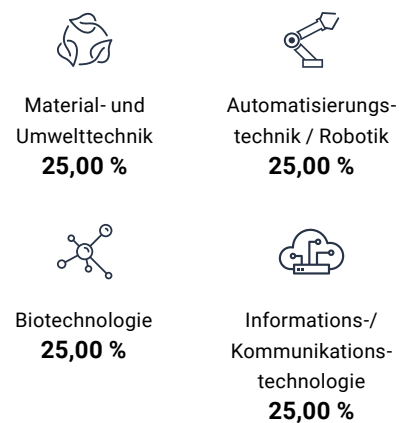 Material- und
Umwelttechnik
25,00 %
Automatisierungs-
technik / Robotik
25,00 %
Biotechnologie
25,00 %
Informations-/
Kommunikations-
technologie
25,00 %